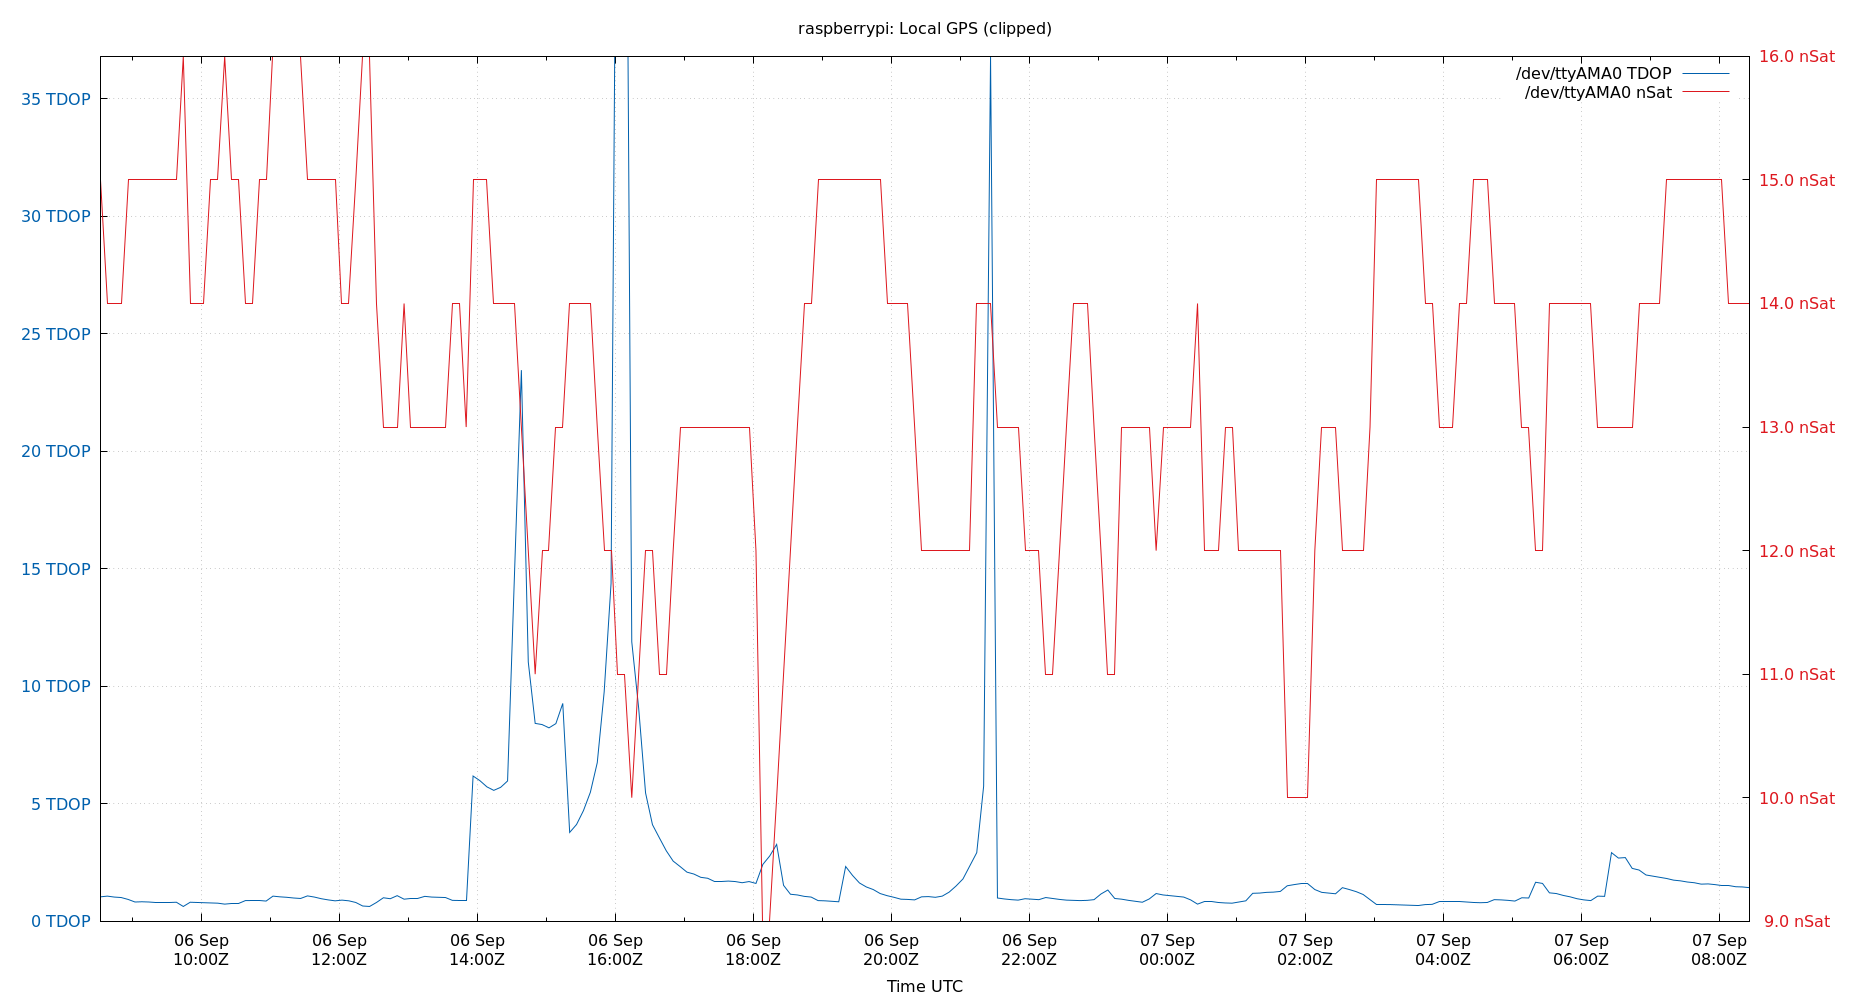 raspberrypi: Local GPS (clipped)
/dev/ttyAMA0 TDOP
/dev/ttyAMA0 nSat
35 TDOP
30 TDOP
25 TDOP
20 TDOP
15 TDOP
10 TDOP
5 TDOP
0 TDOP
16.0 nSat
15.0 nSat
14.0 nSat
13.0 nSat
12.0 nSat
11.0 nSat
10.0 nSat
9.0 nSat
06 Sep
10:00Z
06 Sep
12:00Z
06 Sep
14:00Z
06 Sep
16:00Z
06 Sep
18:00Z
06 Sep
20:00Z
06 Sep
22:00Z
07 Sep
00:00Z
07 Sep
02:00Z
07 Sep
04:00Z
07 Sep
06:00Z
07 Sep
08:00Z
Time UTC